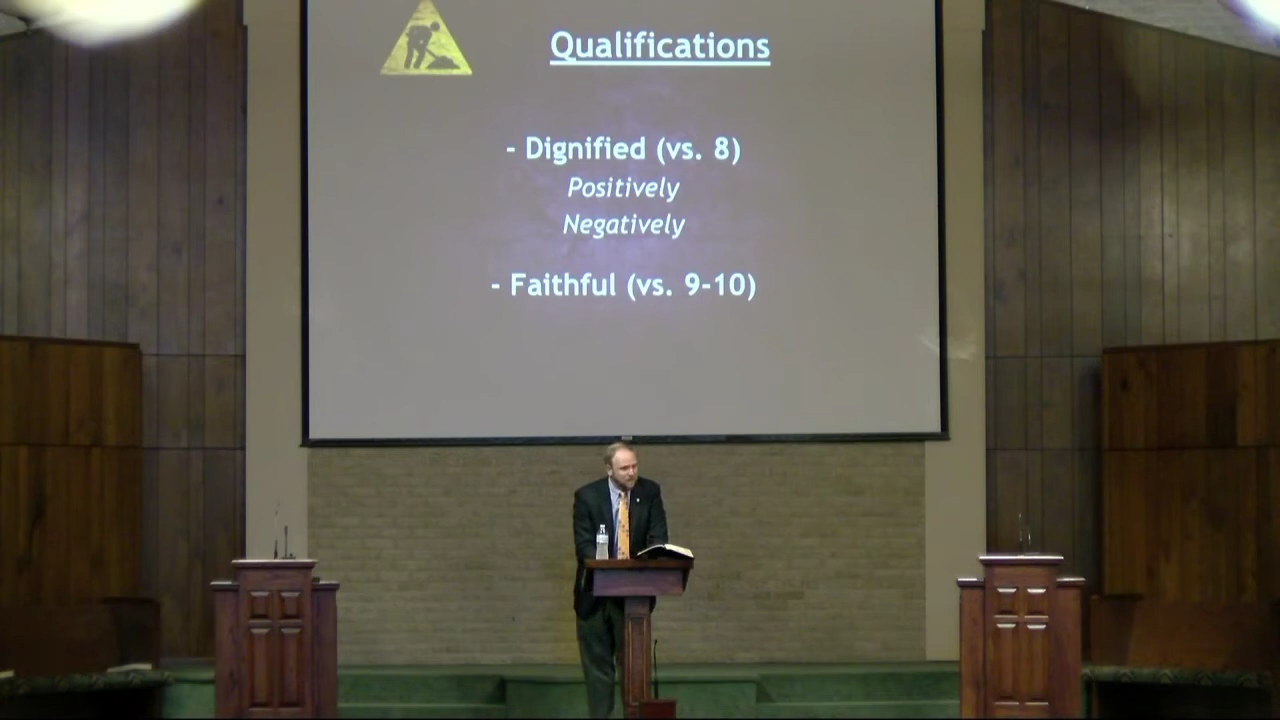 Qualifications
- Dignified (vs. 8)
Positively
Negatively
- Faithful (vs. 9-10)